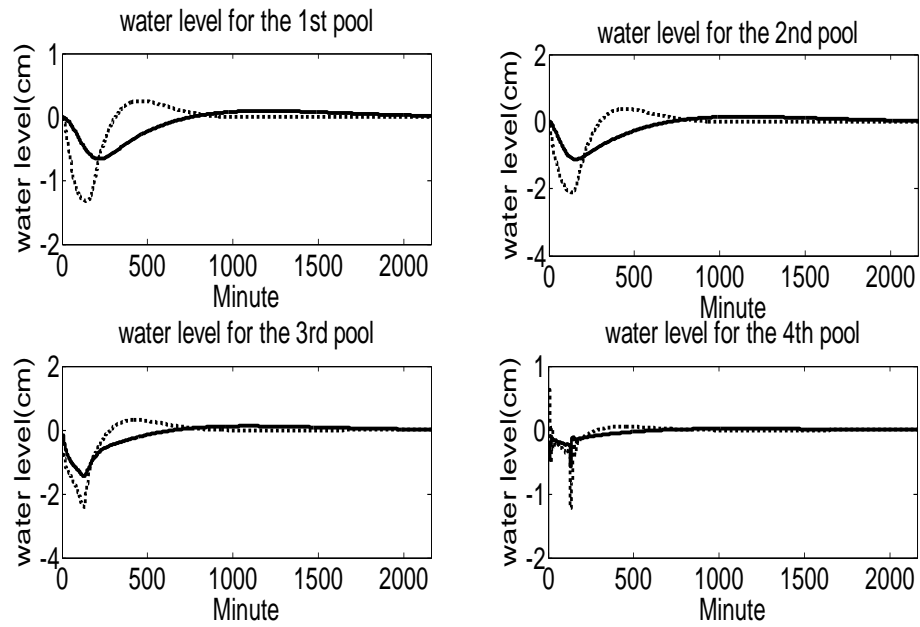 water level for the 1st pool
water level(cm)
1
0
-1
-2
0 500 1000 1500 2000
Minute
water level for the 2nd pool
water level(cm)
2
0
-2
-4
0 500 1000 1500 2000
Minute
water level for the 3rd pool
water level(cm)
2
0
-2
-4
0 500 1000 1500 2000
Minute
water level for the 4th pool
water level(cm)
1
0
-1
-2
0 500 1000 1500 2000
Minute